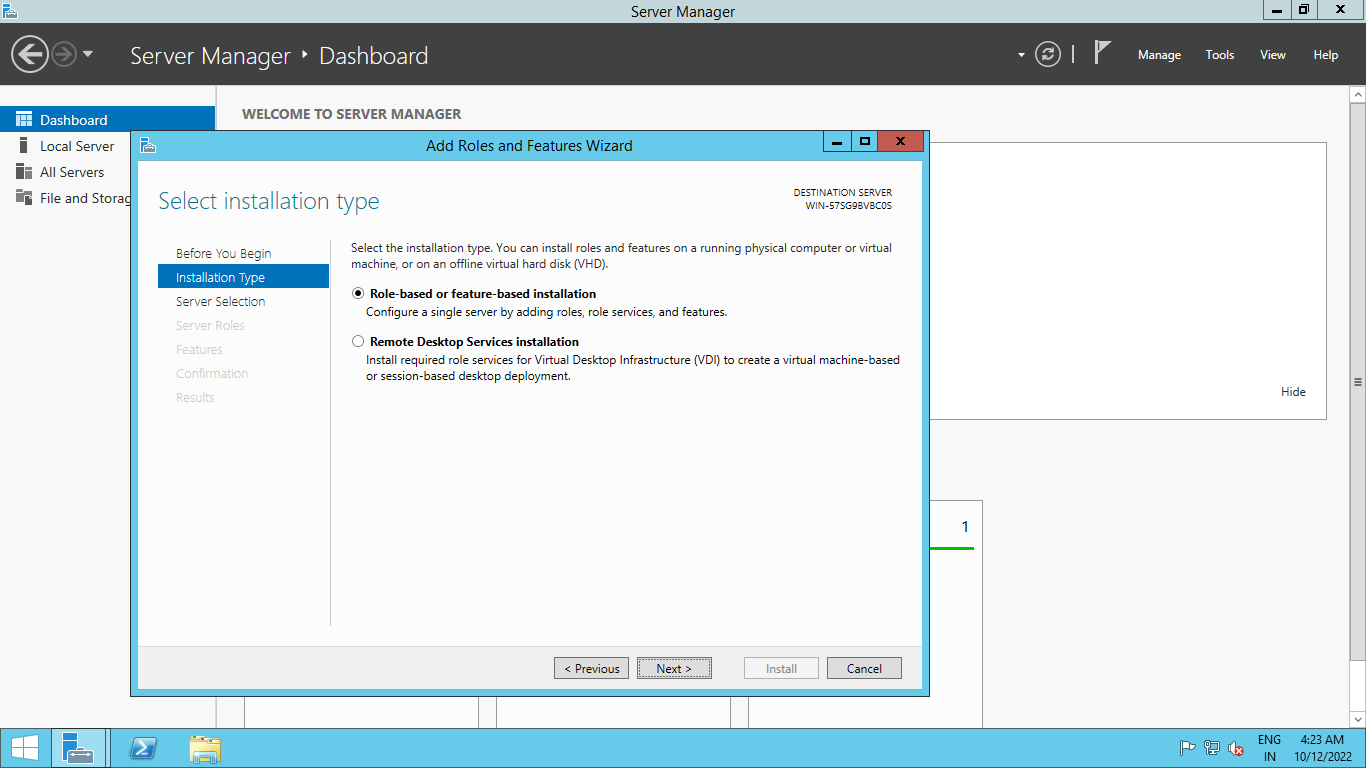 Server Manager
Server Manager ‣ Dashboard
Manage
Tools
View
Help
Dashboard
Local Server
All Servers
File and Storag
WELCOME TO SERVER MANAGER
Add Roles and Features Wizard
Select installation type
DESTINATION SERVER
WIN-57SG9BVBC0S
Before You Begin
Installation Type
Server Selection
Server Roles
Features
Confirmation
Results
Select the installation type. You can install roles and features on a running physical computer or virtual
machine, or on an offline virtual hard disk (VHD).
Role-based or feature-based installation
Configure a single server by adding roles, role services, and features.
Remote Desktop Services installation
Install required role services for Virtual Desktop Infrastructure (VDI) to create a virtual machine-based
or session-based desktop deployment.
< Previous
Next >
Install
Cancel
Hide
1
ENG
IN
4:23 AM
10/12/2022